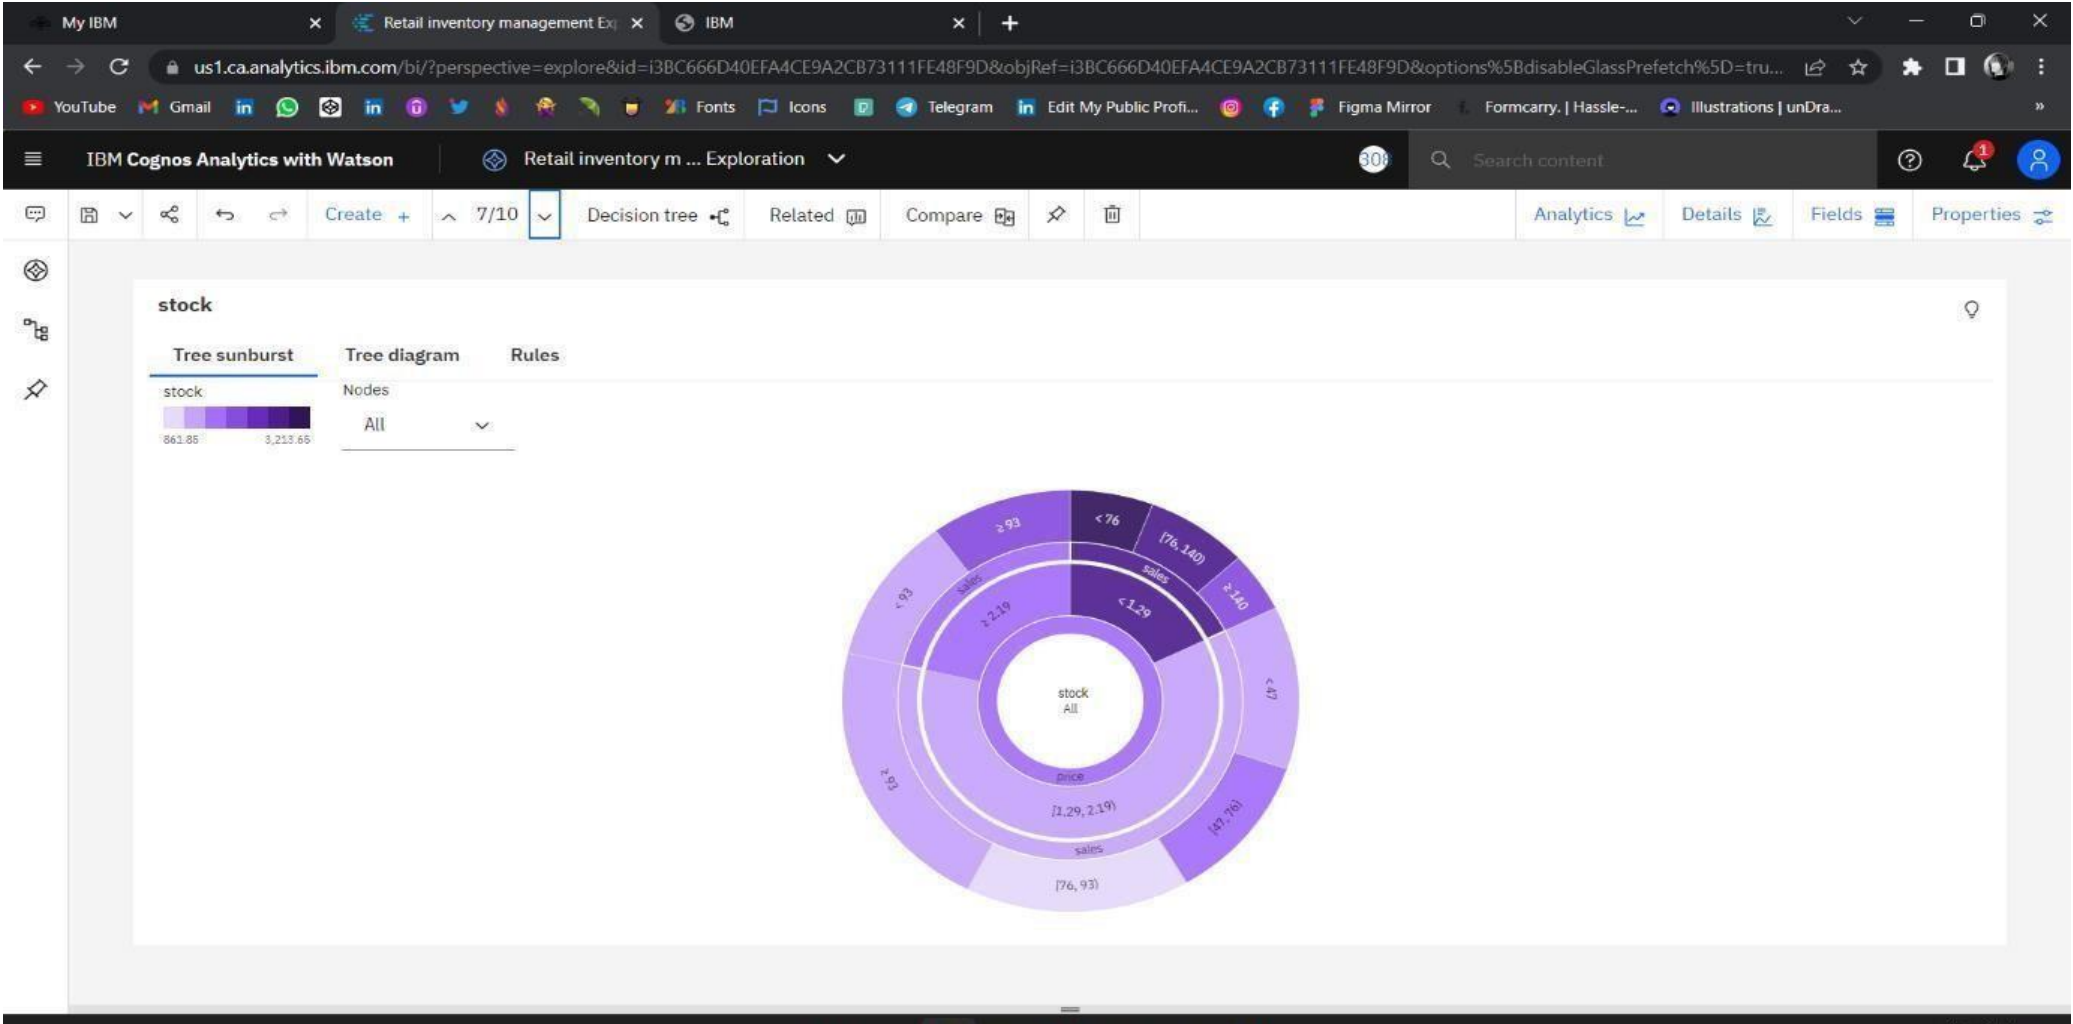 My IBM
Retail inventory management Exp
IBM
us1.ca.analytics.ibm.com/bi/?perspective=explore&id=i3BC666D40EFA4CE9A2CB73111FE48F9D&objRef=i3BC666D40EFA4CE9A2CB73111FE48F9D&options%5BdisableGlassPrefetch%5D=tru...
YouTube
Gmail
Fonts
Icons
Telegram
Edit My Public Profi...
Figma Mirror
Formcarry. | Hassle-...
Illustrations | unDra...
»
IBM Cognos Analytics with Watson
Retail inventory m ... Exploration
308
Search content
1
Create +
7/10
Decision tree
Related
Compare
Analytics
Details
Fields
Properties
stock
Tree sunburst
Tree diagram
Rules
stock
861.85
3,213.65
Nodes
All
≥ 93
< 76
[76, 140)
sales
sales
≥ 140
< 93
≥ 2.19
< 1.29
stock
All
< 47
price
≥ 93
[1.29, 2.19)
[47, 76)
sales
[76, 93)